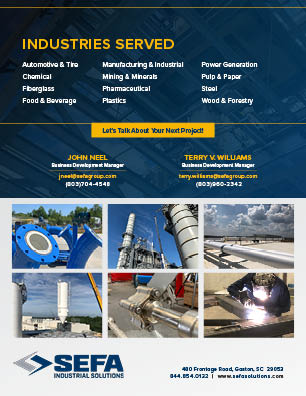 INDUSTRIES SERVED
Automotive & Tire
Chemical
Fiberglass
Food & Beverage
Manufacturing & Industrial
Mining & Minerals
Pharmaceutical
Plastics
Power Generation
Pulp & Paper
Steel
Wood & Forestry
Let's Talk About Your Next Project!
JOHN NEEL
Business Development Manager
jneel@sefagroup.com
(803)704-4548
TERRY V. WILLIAMS
Business Development Manager
terry.williams@sefagroup.com
(803)960-2342
SEFA
INDUSTRIAL SOLUTIONS
480 Frontage Road, Gaston, SC 29053
844.854.0132 | www.sefasolutions.com